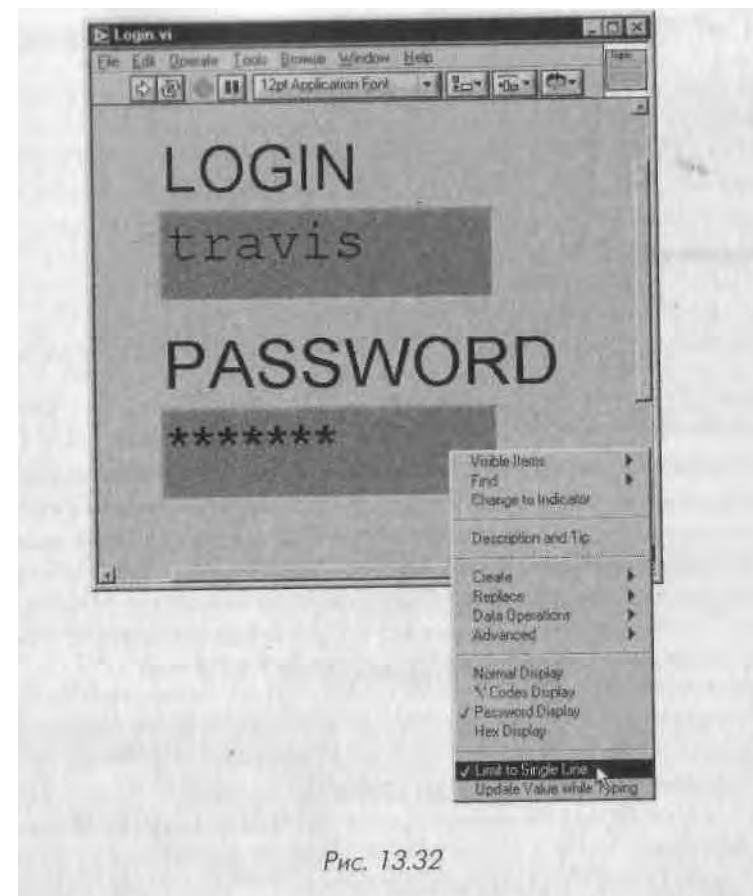 Login.vi
File Edit Operate Tools Browse Window Help
12pt Application Font
LOGIN
travis
PASSWORD
*******
Visible Items
Find
Change to Indicator
Description and Tip
Create
Replace
Data Operations
Advanced
Normal Display
'\' Codes Display
✓ Password Display
Hex Display
✓ Limit to Single Line
Update Value while Typing
Рис. 13.32